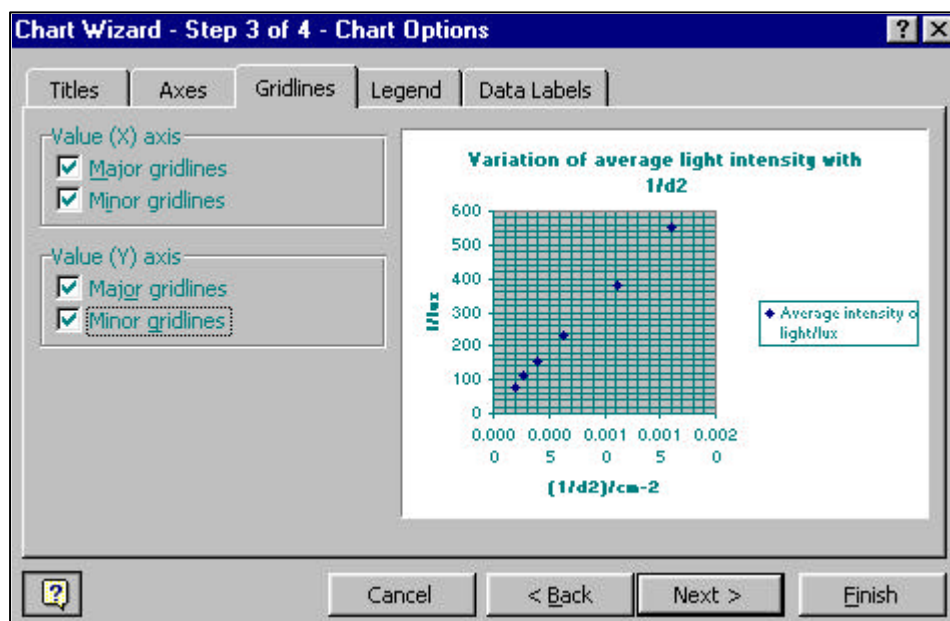 Chart Wizard - Step 3 of 4 - Chart Options
Titles
Axes
Gridlines
Legend
Data Labels
Value (X) axis
Major gridlines
Minor gridlines
Value (Y) axis
Major gridlines
Minor gridlines
Variation of average light intensity with
1/d2
600
500
400
300
200
100
0
I/lux
0.000 0.000 0.001 0.001 0.002
0 5 0 5 0
(1/d2)/cm-2
Average intensity o
light/lux
Cancel
< Back
Next >
Finish